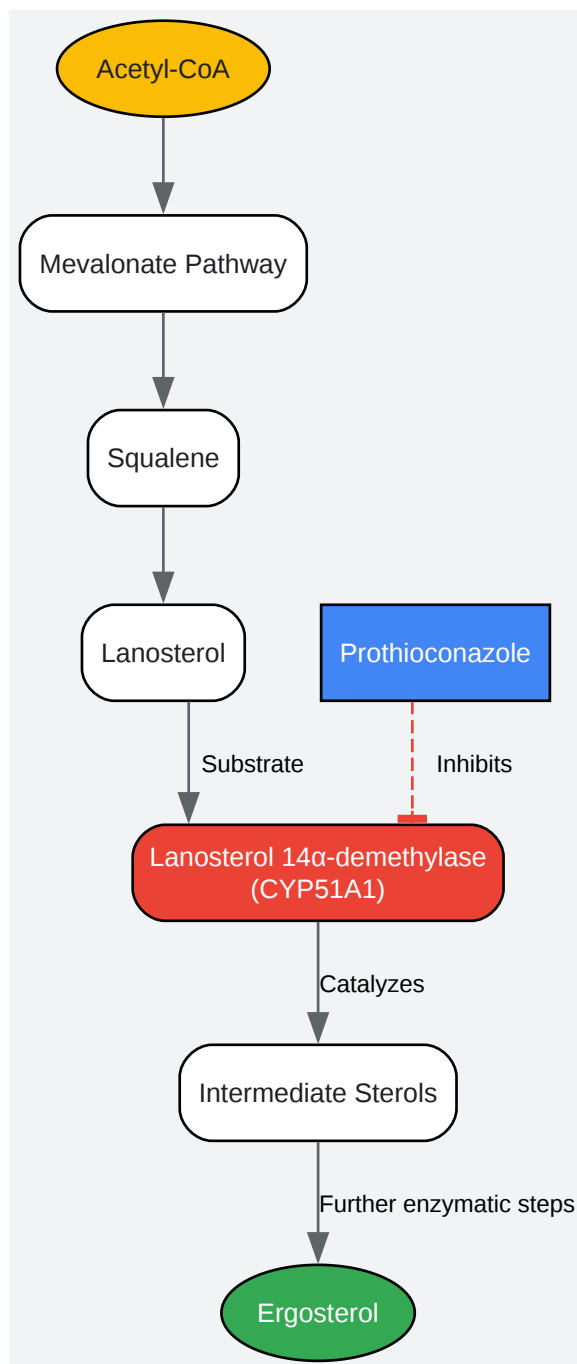 Acetyl-CoA
Mevalonate Pathway
Squalene
Lanosterol
Prothioconazole
Substrate
Inhibits
Lanosterol 14α-demethylase
(CYP51A1)
Catalyzes
Intermediate Sterols
Further enzymatic steps
Ergosterol